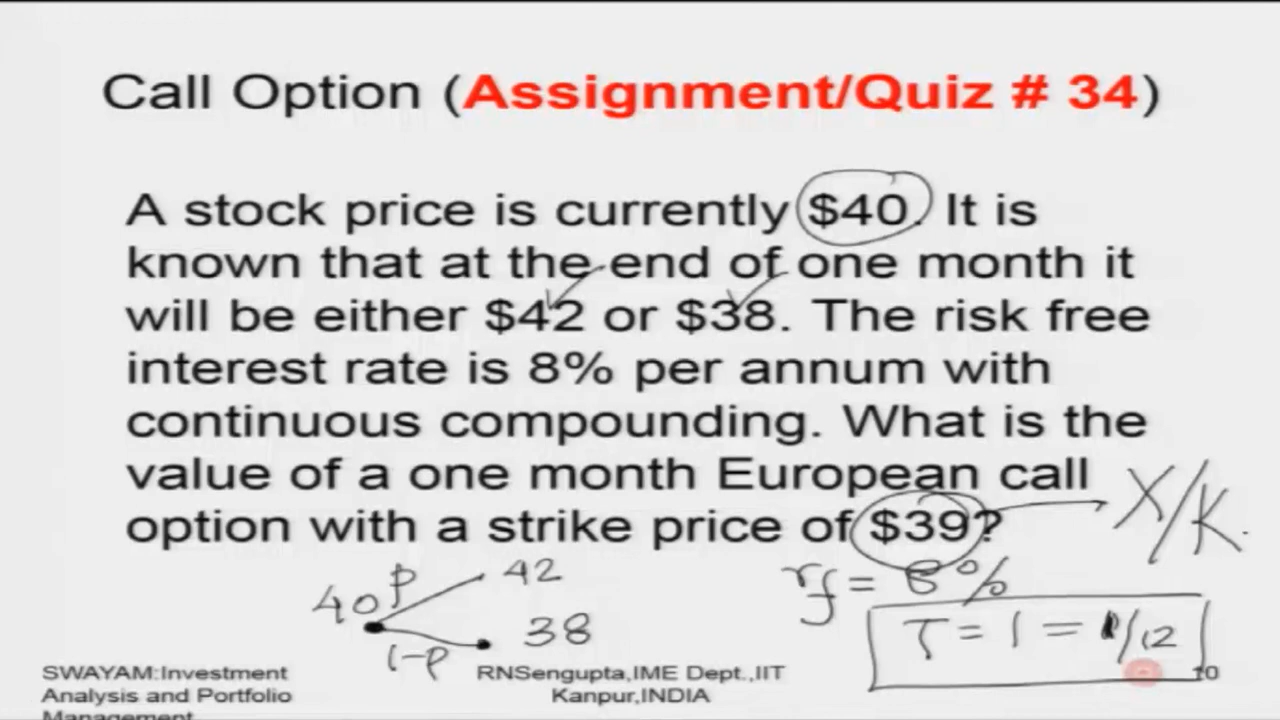 Call Option (Assignment/Quiz # 34)
A stock price is currently $40. It is
known that at the end of one month it
will be either $42 or $38. The risk free
interest rate is 8% per annum with
continuous compounding. What is the
value of a one month European call
option with a strike price of $39?
X/K.
40 p 42
1-p 38
rf = 8%
T = 1 = 1/12
SWAYAM:Investment
Analysis and Portfolio
Management
RNSengupta,IME Dept.,IIT
Kanpur,INDIA
10